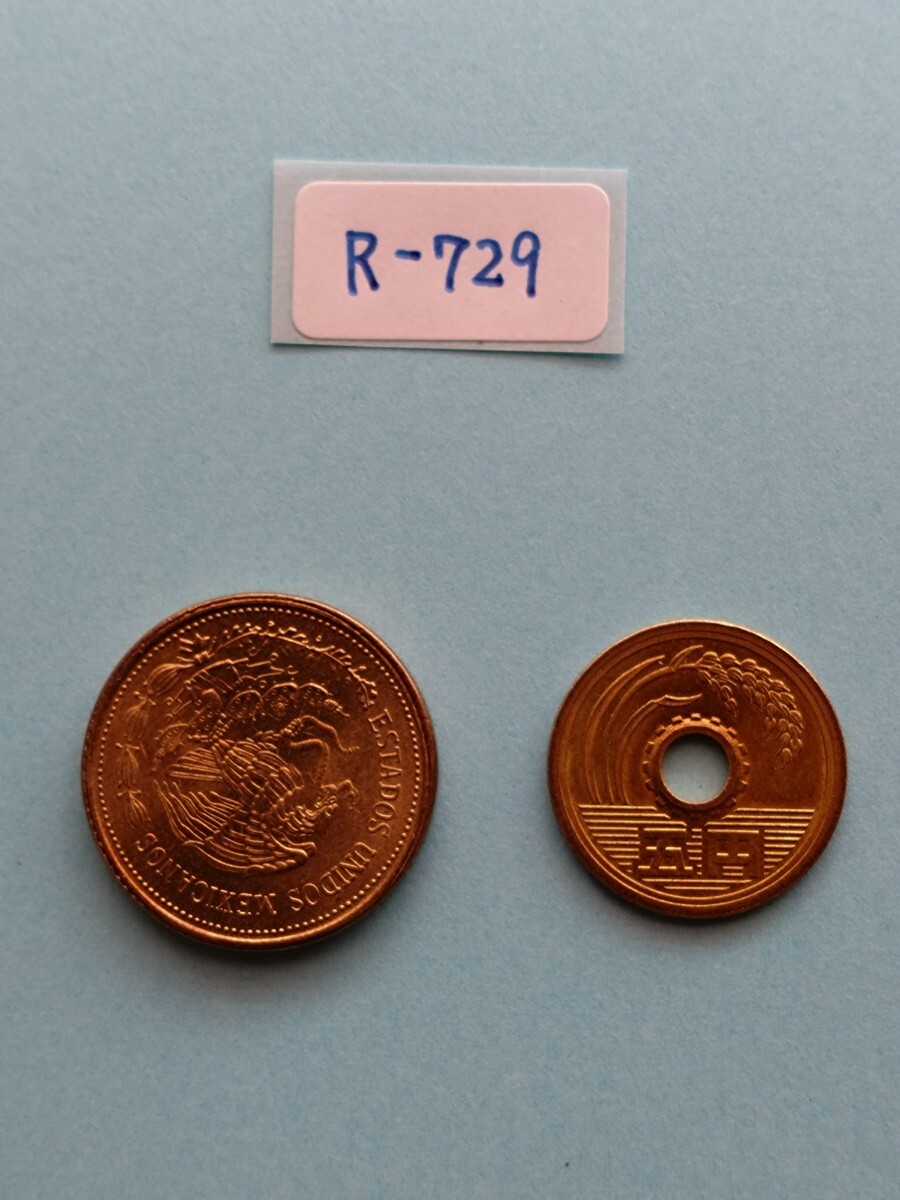 R-729
ESTADOS UNIDOS MEXICANOS
五円